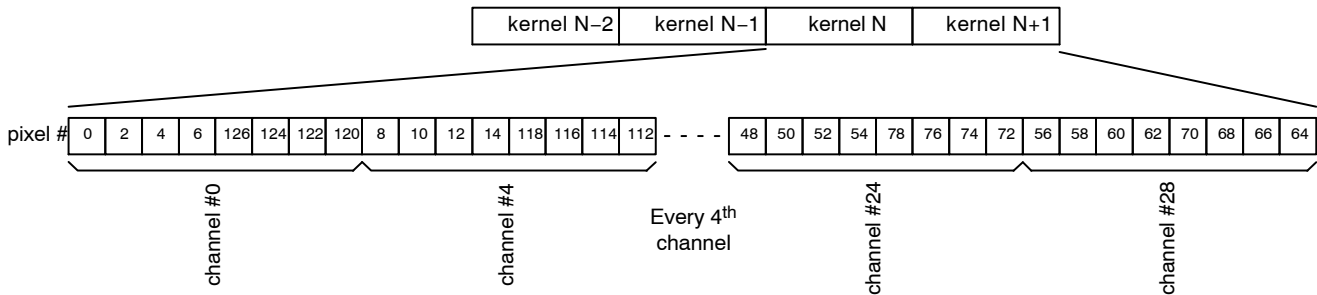 kernel N−2 kernel N−1 kernel N kernel N+1
pixel # 0 2 4 6 126 124 122 120 8 10 12 14 118 116 114 112 - - - - 48 50 52 54 78 76 74 72 56 58 60 62 70 68 66 64
channel #0
channel #4
Every 4th
channel
channel #24
channel #28